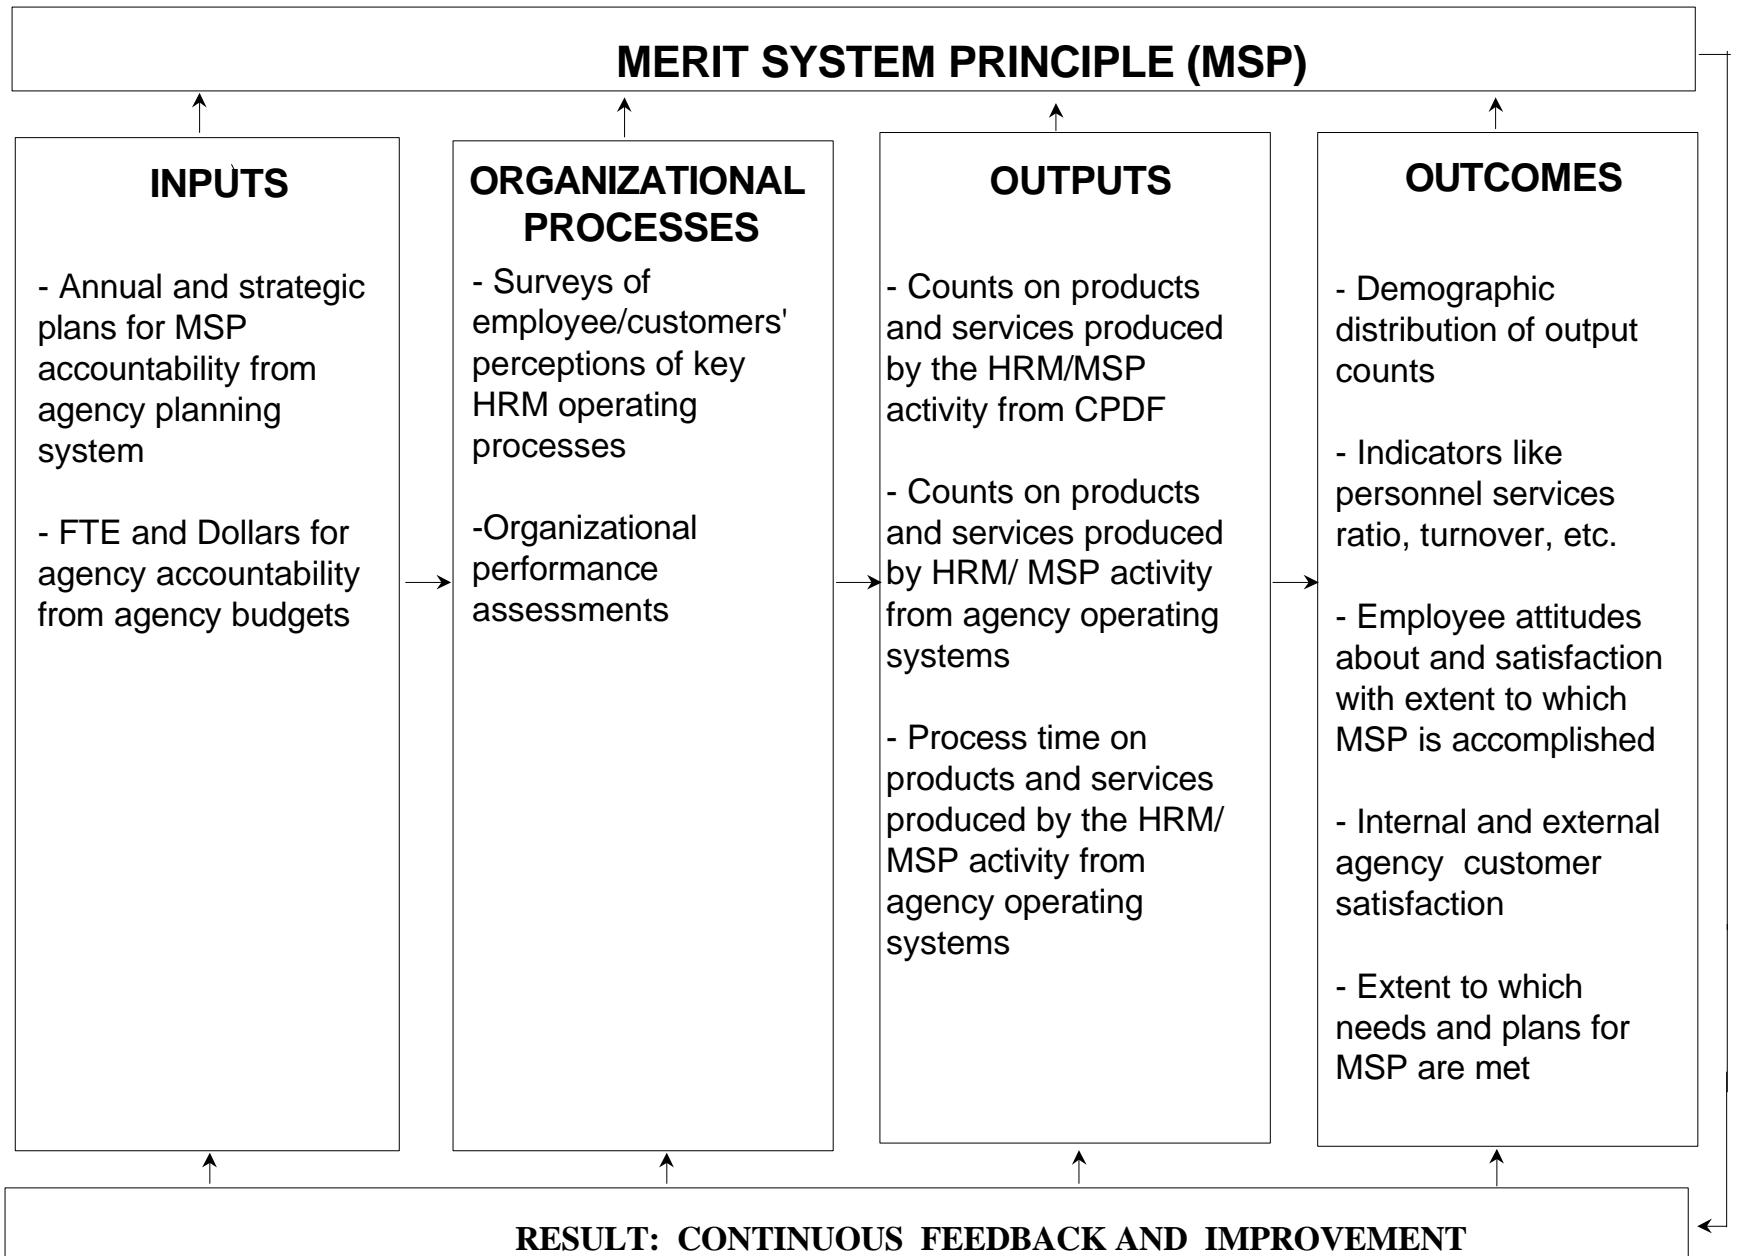 MERIT SYSTEM PRINCIPLE (MSP)
INPUTS
- Annual and strategic
plans for MSP
accountability from
agency planning
system
- FTE and Dollars for
agency accountability
from agency budgets
ORGANIZATIONAL
PROCESSES
- Surveys of
employee/customers'
perceptions of key
HRM operating
processes
-Organizational
performance
assessments
OUTPUTS
- Counts on products
and services produced
by the HRM/MSP
activity from CPDF
- Counts on products
and services produced
by HRM/ MSP activity
from agency operating
systems
- Process time on
products and services
produced by the HRM/
MSP activity from
agency operating
systems
OUTCOMES
- Demographic
distribution of output
counts
- Indicators like
personnel services
ratio, turnover, etc.
- Employee attitudes
about and satisfaction
with extent to which
MSP is accomplished
- Internal and external
agency  customer
satisfaction
- Extent to which
needs and plans for
MSP are met
RESULT:  CONTINUOUS  FEEDBACK AND  IMPROVEMENT